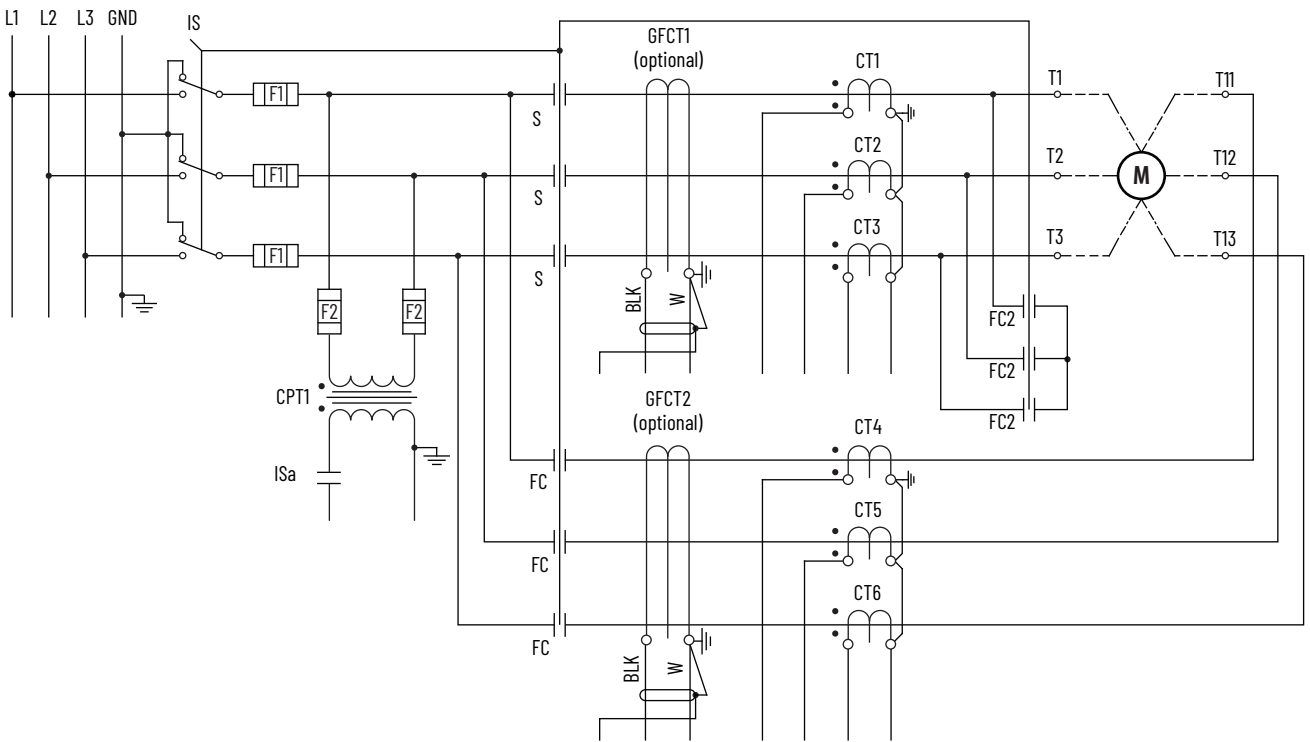 L1 L2 L3 GND IS
GFCT1
(optional)
CT1
T1
T11
F1
S
CT2
T2
T12
F1
M
S
CT3
T3
T13
F1
S
BLK
W
F2
F2
FC2
FC2
FC2
CPT1
GFCT2
(optional)
CT4
ISa
FC
CT5
FC
CT6
FC
BLK
W